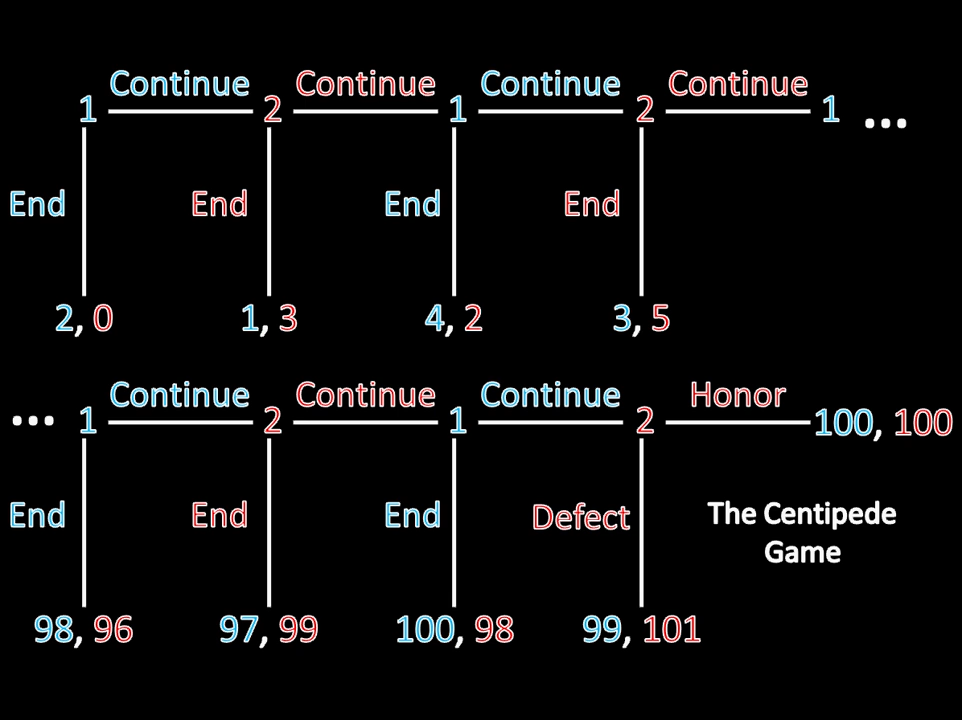 Continue Continue Continue Continue
1 2 1 2 1 ...
End End End End
2, 0 1, 3 4, 2 3, 5
Continue Continue Continue Honor
... 1 2 1 2 100, 100
End End End Defect The Centipede
Game
98, 96 97, 99 100, 98 99, 101